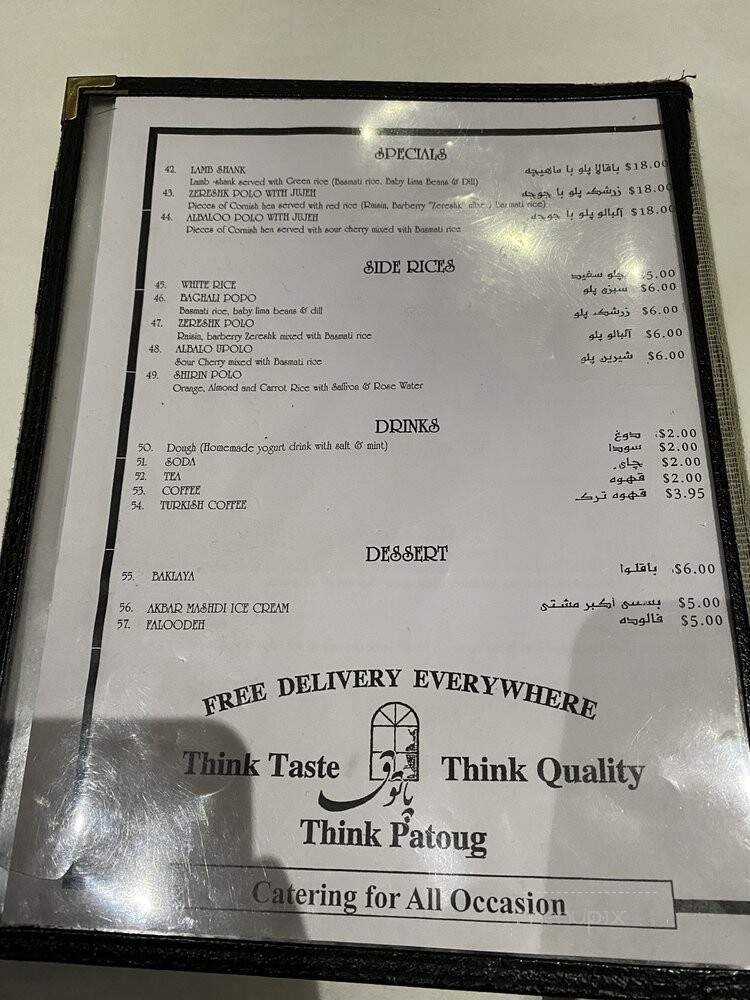 SPECIALS
42. LAMB SHANK باقالا پلو با ماهیچه $18.00
Lamb -shank served with Green rice (Basmati rice, Baby Lima Beans & Dill)
43. ZERESHK POLO WITH JUJEH زرشک پلو با جوجه $18.00
Pieces of Cornish hen served with red rice (Raisin, Barberry "Zereshk" mixed Basmati rice)
44. ALBALOO POLO WITH JUJEH آلبالو پلو با جوجه $18.00
Pieces of Cornish hen served with sour cherry mixed with Basmati rice
SIDE RICES
45. WHITE RICE چلو سفید $5.00
46. BAGHALI POPO سبزی پلو $6.00
Basmati rice, baby lima beans & dill
47. ZERESHK POLO زرشک پلو $6.00
Raisin, barberry Zereshk mixed with Basmati rice
48. ALBALO UPOLO آلبالو پلو $6.00
Sour Cherry mixed with Basmati rice
49. SHIRIN POLO شیرین پلو $6.00
Orange, Almond and Carrot Rice with Saffron & Rose Water
DRINKS
50. Dough (Homemade yogurt drink with salt & mint) دوغ $2.00
51. SODA سودا $2.00
52. TEA چای $2.00
53. COFFEE قهوه $2.00
54. TURKISH COFFEE قهوه ترک $3.95
DESSERT
55. BAKLAVA باقلوا $6.00
56. AKBAR MASHDI ICE CREAM بستنی اکبر مشتی $5.00
57. FALOODEH فالوده $5.00
FREE DELIVERY EVERYWHERE
Think Taste پاتوق Think Quality
Think Patoug
Catering for All Occasion